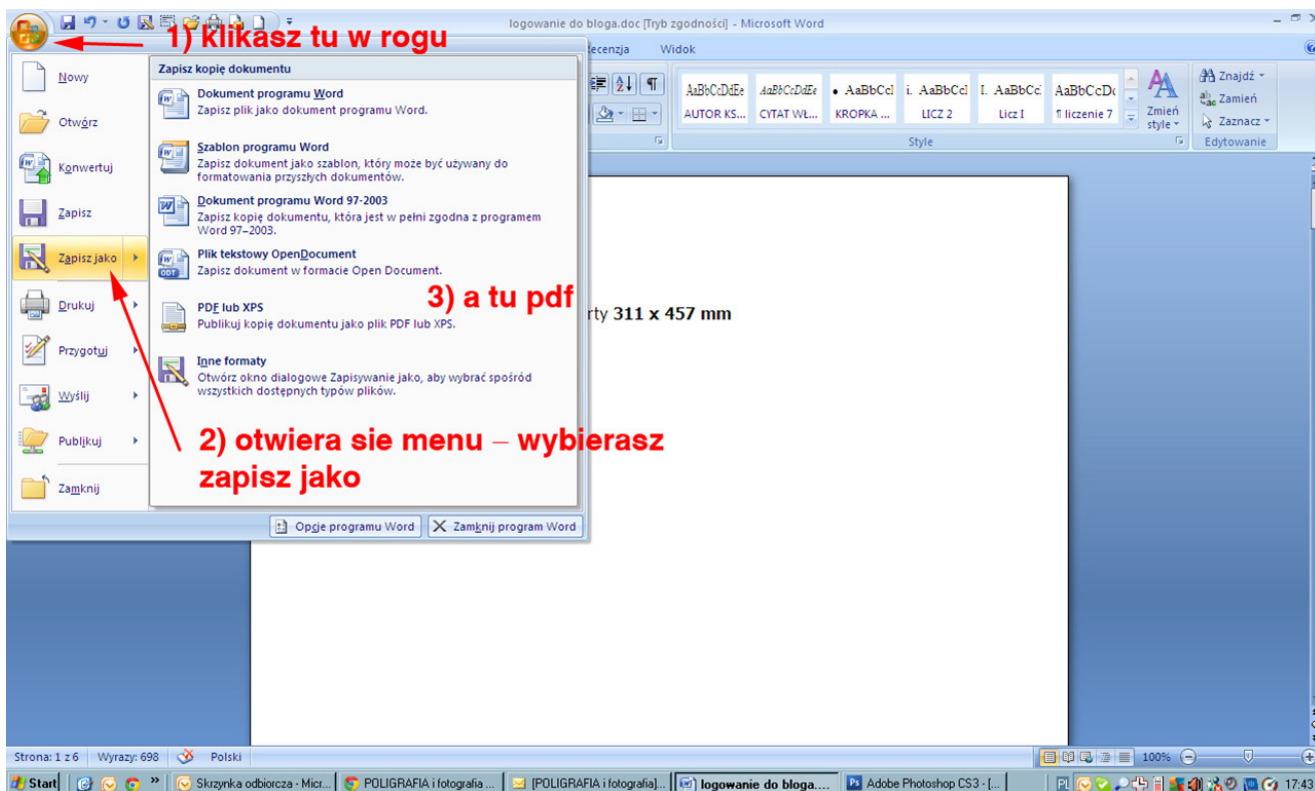 logowanie do bloga.doc [Tryb zgodności] - Microsoft Word
1) klikasz tu w rogu
Recenzja Widok
Nowy
Otwórz
Konwertuj
Zapisz
Zapisz jako
Drukuj
Przygotuj
Wyślij
Publikuj
Zamknij
Zapisz kopię dokumentu
Dokument programu Word
Zapisz plik jako dokument programu Word.
Szablon programu Word
Zapisz dokument jako szablon, który może być używany do
formatowania przyszłych dokumentów.
Dokument programu Word 97-2003
Zapisz kopię dokumentu, która jest w pełni zgodna z programem
Word 97–2003.
Plik tekstowy OpenDocument
Zapisz dokument w formacie Open Document.
PDF lub XPS
Publikuj kopię dokumentu jako plik PDF lub XPS.
3) a tu pdf
Inne formaty
Otwórz okno dialogowe Zapisywanie jako, aby wybrać spośród
wszystkich dostępnych typów plików.
2) otwiera sie menu – wybierasz
zapisz jako
Opcje programu Word Zamknij program Word
AaBbCcDdEe AaBbCcDdEe • AaBbCcI i. AaBbCcI I. AaBbCc AaBbCcDc
AUTOR KS... CYTAT WŁ... KROPKA ... LICZ 2 Licz I ¶ liczenie 7
Zmień
style
Style
Znajdź
Zamień
Zaznacz
Edytowanie
rty 311 x 457 mm
Strona: 1 z 6 Wyrazy: 698 Polski
100%
Start Skrzynka odbiorcza - Micr... POLIGRAFIA i fotografia ... [POLIGRAFIA i fotografia]... logowanie do bloga.... Adobe Photoshop CS3 - [... PL 17:43